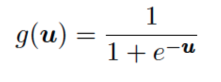 g(u) = 1 / (1 + e^{-u})